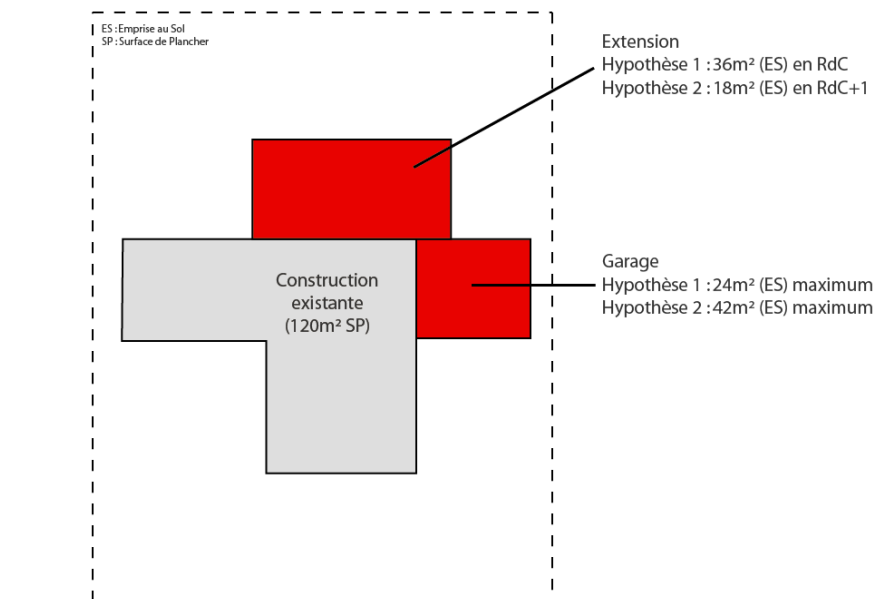 ES : Emprise au Sol
SP : Surface de Plancher
Extension
Hypothèse 1 : 36m² (ES) en RdC
Hypothèse 2 : 18m² (ES) en RdC+1
Construction
existante
(120m² SP)
Garage
Hypothèse 1 : 24m² (ES) maximum
Hypothèse 2 : 42m² (ES) maximum